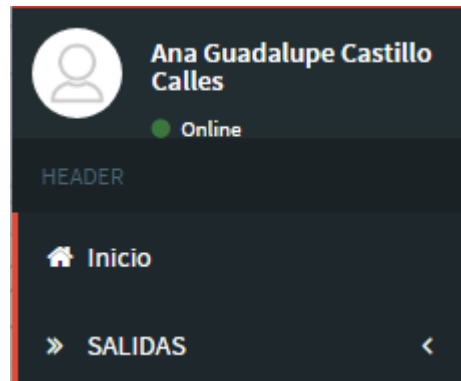 Ana Guadalupe Castillo
Calles
Online
HEADER
Inicio
SALIDAS